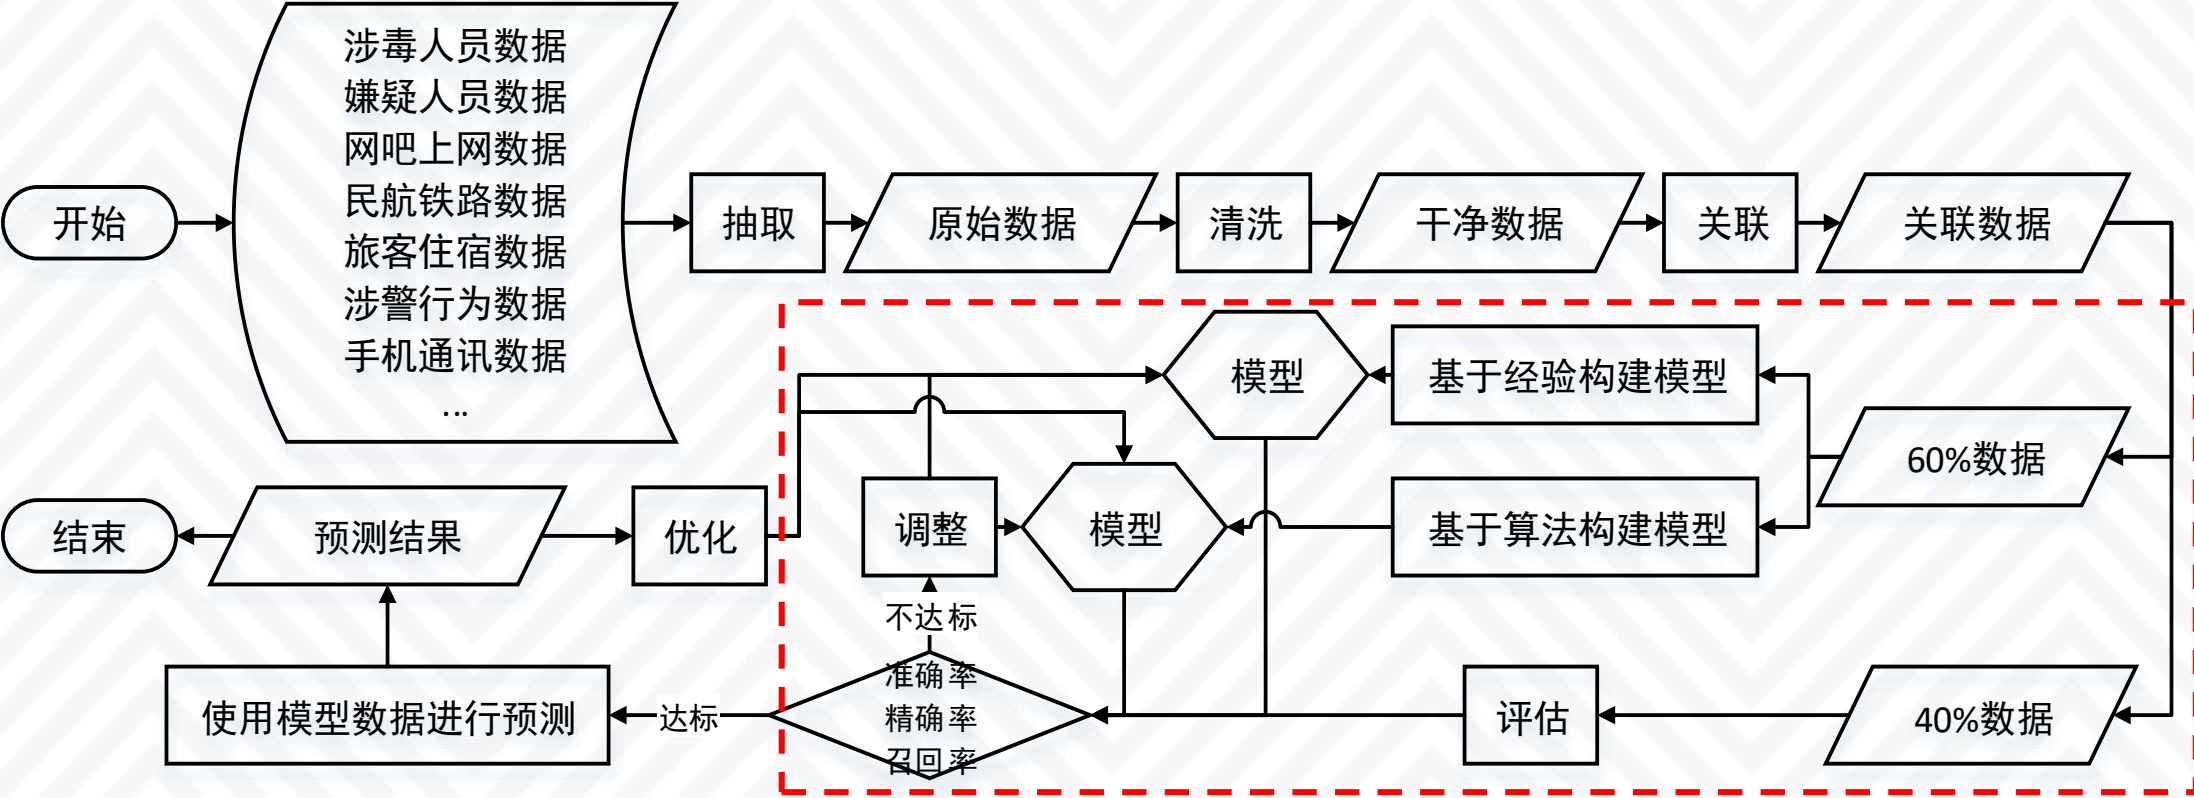 开始
涉毒人员数据
嫌疑人员数据
网吧上网数据
民航铁路数据
旅客住宿数据
涉警行为数据
手机通讯数据
...
抽取
原始数据
清洗
干净数据
关联
关联数据
模型
基于经验构建模型
60%数据
结束
预测结果
优化
调整
模型
基于算法构建模型
不达标
使用模型数据进行预测
达标
准确率
精确率
召回率
评估
40%数据